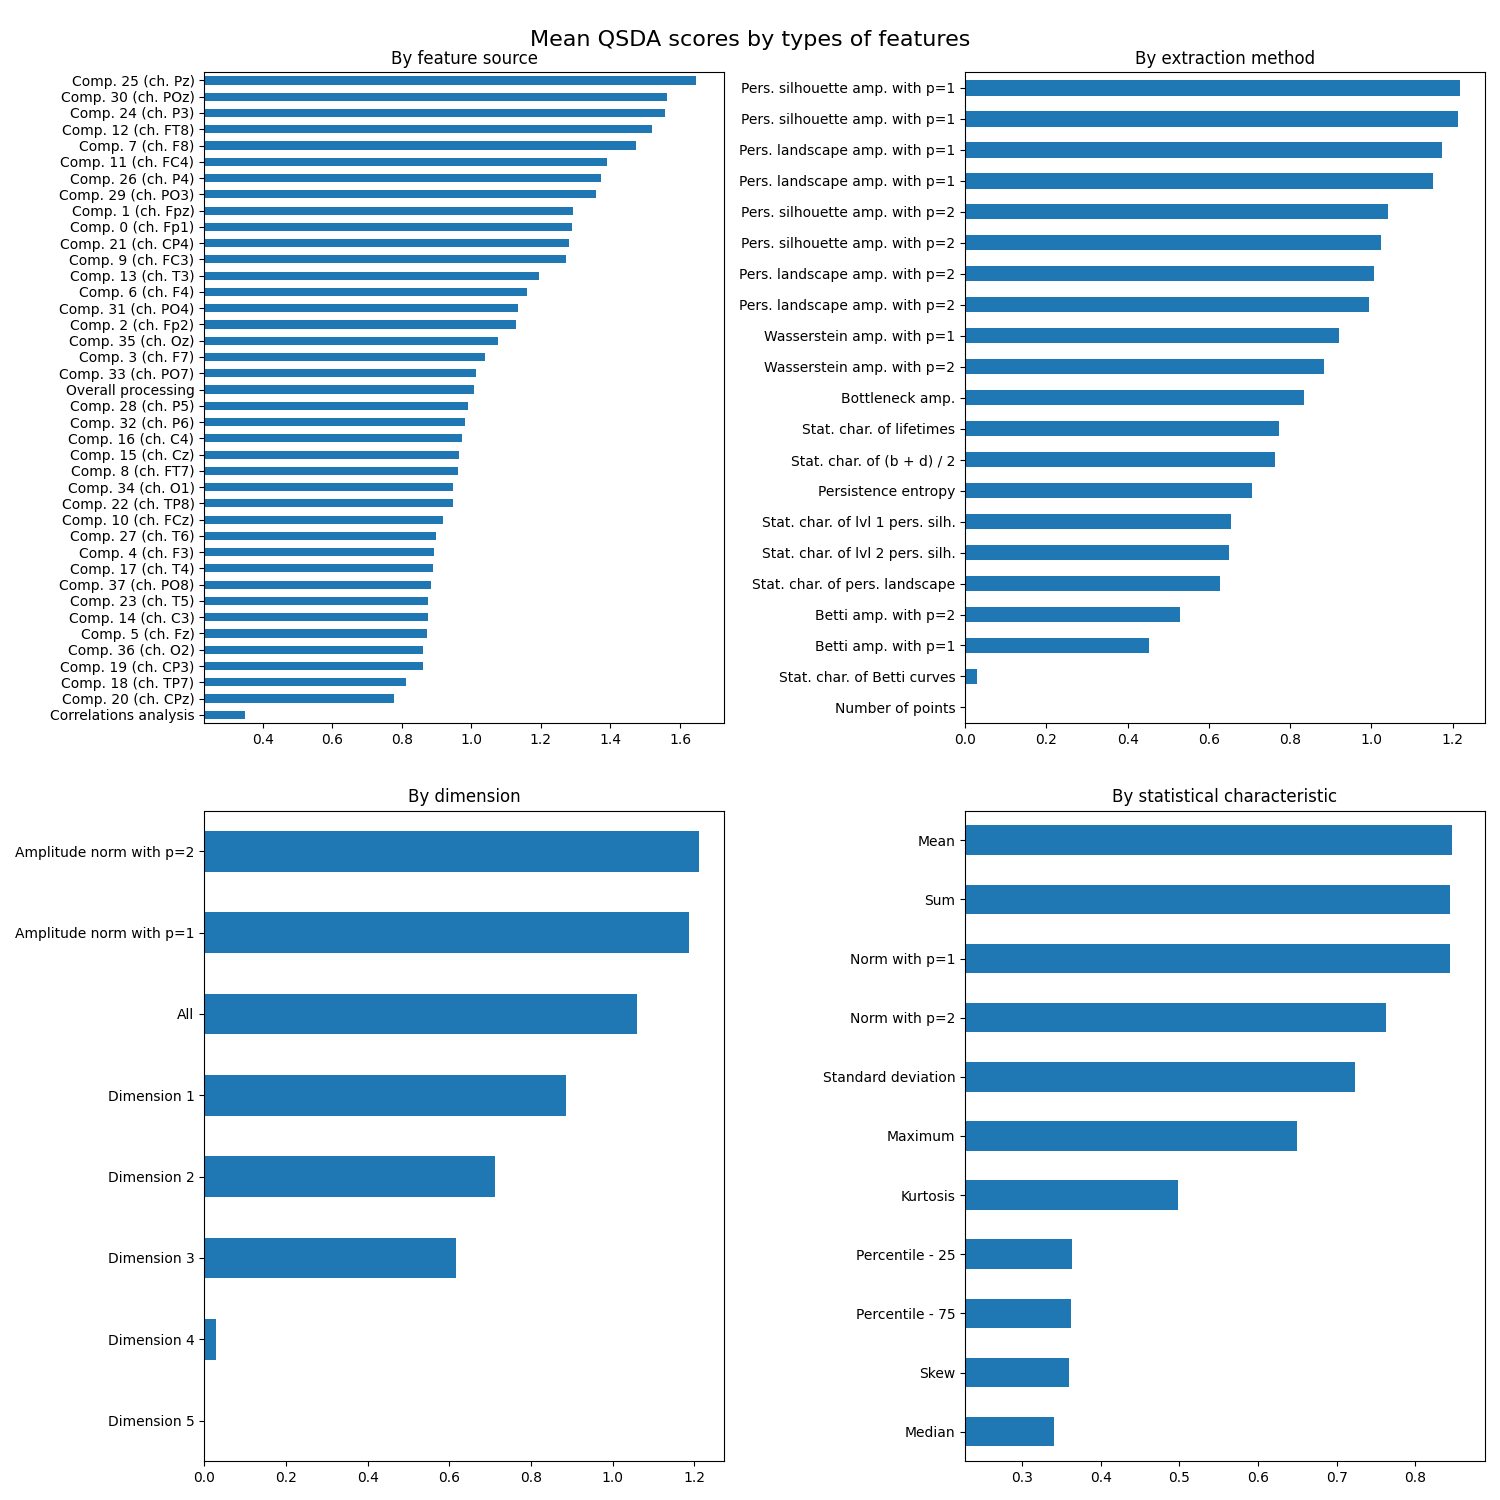 Mean QSDA scores by types of features
By feature source
Comp. 25 (ch. Pz)
Comp. 30 (ch. POz)
Comp. 24 (ch. P3)
Comp. 12 (ch. FT8)
Comp. 7 (ch. F8)
Comp. 11 (ch. FC4)
Comp. 26 (ch. P4)
Comp. 29 (ch. PO3)
Comp. 1 (ch. Fpz)
Comp. 0 (ch. Fp1)
Comp. 21 (ch. CP4)
Comp. 9 (ch. FC3)
Comp. 13 (ch. T3)
Comp. 6 (ch. F4)
Comp. 31 (ch. PO4)
Comp. 2 (ch. Fp2)
Comp. 35 (ch. Oz)
Comp. 3 (ch. F7)
Comp. 33 (ch. PO7)
Overall processing
Comp. 28 (ch. P5)
Comp. 32 (ch. P6)
Comp. 16 (ch. C4)
Comp. 15 (ch. Cz)
Comp. 8 (ch. FT7)
Comp. 34 (ch. O1)
Comp. 22 (ch. TP8)
Comp. 10 (ch. FCz)
Comp. 27 (ch. T6)
Comp. 4 (ch. F3)
Comp. 17 (ch. T4)
Comp. 37 (ch. PO8)
Comp. 23 (ch. T5)
Comp. 14 (ch. C3)
Comp. 5 (ch. Fz)
Comp. 36 (ch. O2)
Comp. 19 (ch. CP3)
Comp. 18 (ch. TP7)
Comp. 20 (ch. CPz)
Correlations analysis
0.4 0.6 0.8 1.0 1.2 1.4 1.6
By extraction method
Pers. silhouette amp. with p=1
Pers. silhouette amp. with p=1
Pers. landscape amp. with p=1
Pers. landscape amp. with p=1
Pers. silhouette amp. with p=2
Pers. silhouette amp. with p=2
Pers. landscape amp. with p=2
Pers. landscape amp. with p=2
Wasserstein amp. with p=1
Wasserstein amp. with p=2
Bottleneck amp.
Stat. char. of lifetimes
Stat. char. of (b + d) / 2
Persistence entropy
Stat. char. of lvl 1 pers. silh.
Stat. char. of lvl 2 pers. silh.
Stat. char. of pers. landscape
Betti amp. with p=2
Betti amp. with p=1
Stat. char. of Betti curves
Number of points
0.0 0.2 0.4 0.6 0.8 1.0 1.2
By dimension
Amplitude norm with p=2
Amplitude norm with p=1
All
Dimension 1
Dimension 2
Dimension 3
Dimension 4
Dimension 5
0.0 0.2 0.4 0.6 0.8 1.0 1.2
By statistical characteristic
Mean
Sum
Norm with p=1
Norm with p=2
Standard deviation
Maximum
Kurtosis
Percentile - 25
Percentile - 75
Skew
Median
0.3 0.4 0.5 0.6 0.7 0.8